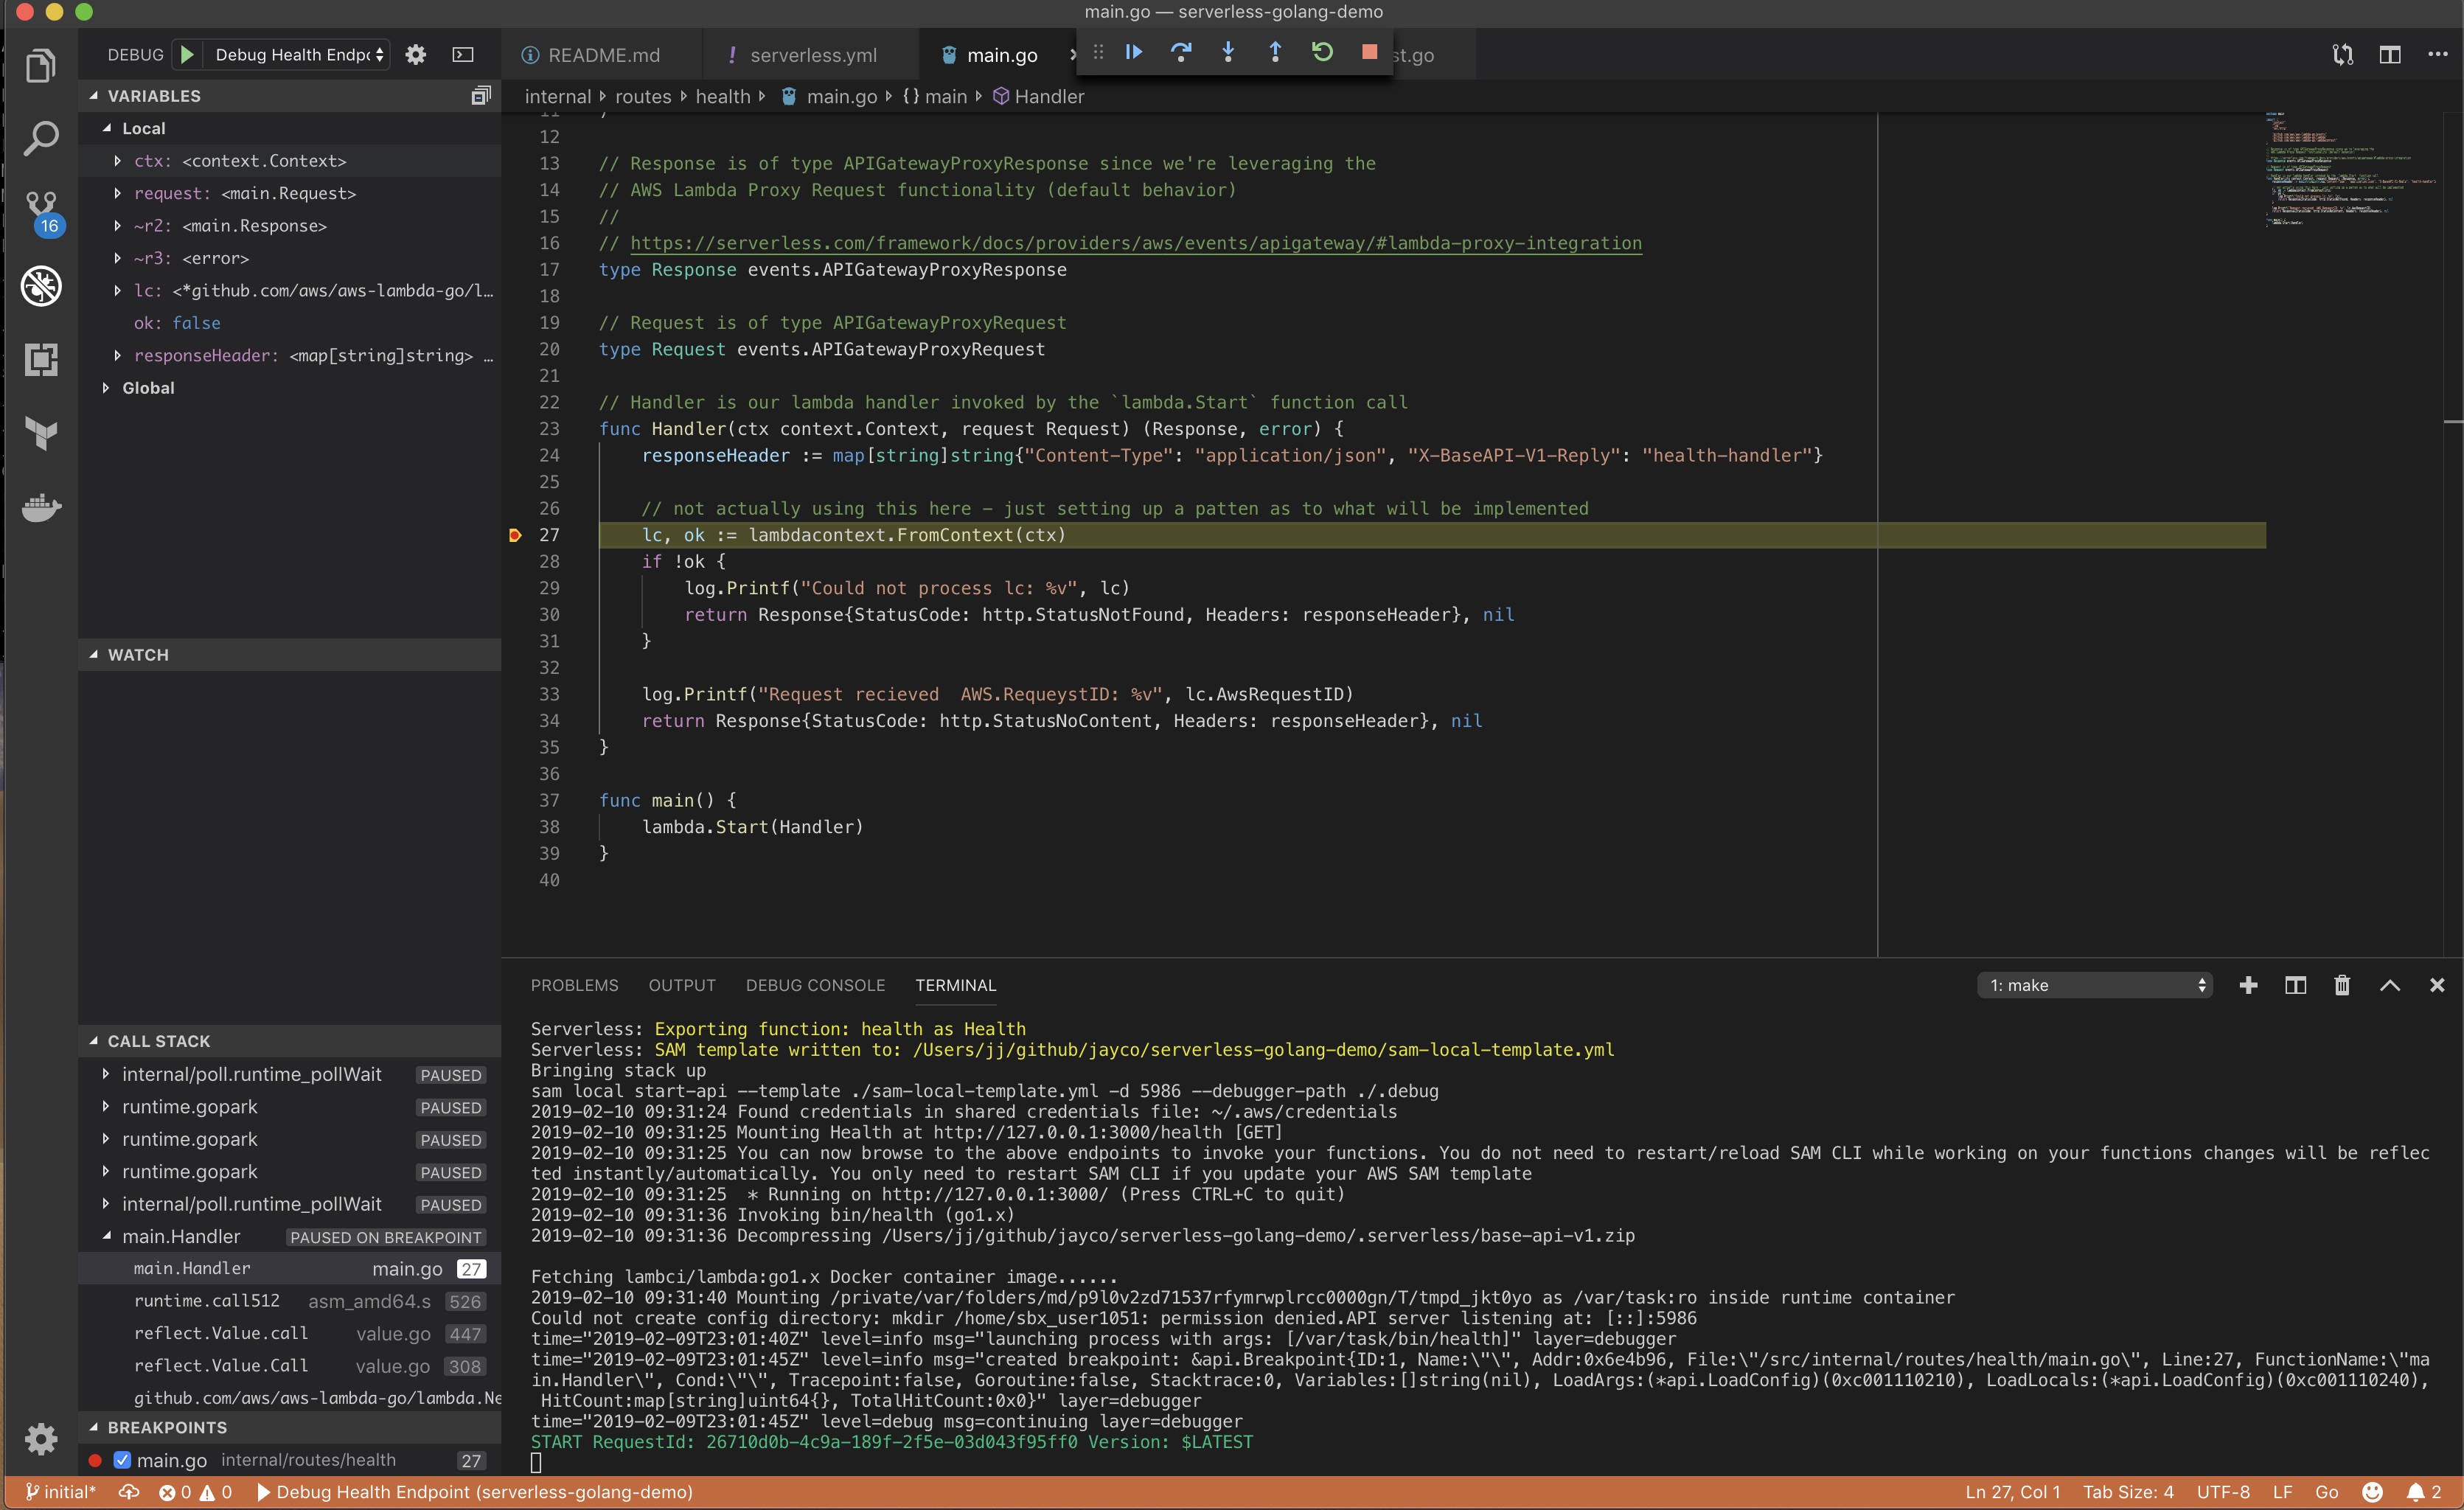 main.go — serverless-golang-demo
DEBUG Debug Health Endpc
README.md
! serverless.yml
main.go
st.go
VARIABLES
internal routes health main.go {} main Handler
Local
ctx: <context.Context>
request: <main.Request>
~r2: <main.Response>
~r3: <error>
lc: <*github.com/aws/aws-lambda-go/l…
ok: false
responseHeader: <map[string]string> …
Global
16
11 )
12
13 // Response is of type APIGatewayProxyResponse since we're leveraging the
14 // AWS Lambda Proxy Request functionality (default behavior)
15 //
16 // https://serverless.com/framework/docs/providers/aws/events/apigateway/#lambda-proxy-integration
17 type Response events.APIGatewayProxyResponse
18
19 // Request is of type APIGatewayProxyRequest
20 type Request events.APIGatewayProxyRequest
21
22 // Handler is our lambda handler invoked by the `lambda.Start` function call
23 func Handler(ctx context.Context, request Request) (Response, error) {
24 responseHeader := map[string]string{"Content-Type": "application/json", "X-BaseAPI-V1-Reply": "health-handler"}
25
26 // not actually using this here – just setting up a patten as to what will be implemented
27 lc, ok := lambdacontext.FromContext(ctx)
28 if !ok {
29 log.Printf("Could not process lc: %v", lc)
30 return Response{StatusCode: http.StatusNotFound, Headers: responseHeader}, nil
31 }
32
33 log.Printf("Request recieved  AWS.RequeystID: %v", lc.AwsRequestID)
34 return Response{StatusCode: http.StatusNoContent, Headers: responseHeader}, nil
35 }
36
37 func main() {
38 lambda.Start(Handler)
39 }
40
WATCH
CALL STACK
internal/poll.runtime_pollWait PAUSED
runtime.gopark PAUSED
runtime.gopark PAUSED
runtime.gopark PAUSED
internal/poll.runtime_pollWait PAUSED
main.Handler PAUSED ON BREAKPOINT
main.Handler main.go 27
runtime.call512 asm_amd64.s 526
reflect.Value.call value.go 447
reflect.Value.Call value.go 308
github.com/aws/aws-lambda-go/lambda.Ne
BREAKPOINTS
main.go internal/routes/health 27
PROBLEMS OUTPUT DEBUG CONSOLE TERMINAL
1: make
Serverless: Exporting function: health as Health
Serverless: SAM template written to: /Users/jj/github/jayco/serverless-golang-demo/sam-local-template.yml
Bringing stack up
sam local start-api --template ./sam-local-template.yml -d 5986 --debugger-path ./.debug
2019-02-10 09:31:24 Found credentials in shared credentials file: ~/.aws/credentials
2019-02-10 09:31:25 Mounting Health at http://127.0.0.1:3000/health [GET]
2019-02-10 09:31:25 You can now browse to the above endpoints to invoke your functions. You do not need to restart/reload SAM CLI while working on your functions changes will be reflec
ted instantly/automatically. You only need to restart SAM CLI if you update your AWS SAM template
2019-02-10 09:31:25  * Running on http://127.0.0.1:3000/ (Press CTRL+C to quit)
2019-02-10 09:31:36 Invoking bin/health (go1.x)
2019-02-10 09:31:36 Decompressing /Users/jj/github/jayco/serverless-golang-demo/.serverless/base-api-v1.zip
Fetching lambci/lambda:go1.x Docker container image......
2019-02-10 09:31:40 Mounting /private/var/folders/md/p9l0v2zd71537rfymrwplrcc0000gn/T/tmpd_jkt0yo as /var/task:ro inside runtime container
Could not create config directory: mkdir /home/sbx_user1051: permission denied.API server listening at: [::]:5986
time="2019-02-09T23:01:40Z" level=info msg="launching process with args: [/var/task/bin/health]" layer=debugger
time="2019-02-09T23:01:45Z" level=info msg="created breakpoint: &api.Breakpoint{ID:1, Name:\"\", Addr:0x6e4b96, File:\"/src/internal/routes/health/main.go\", Line:27, FunctionName:\"ma
in.Handler\", Cond:\"\", Tracepoint:false, Goroutine:false, Stacktrace:0, Variables:[]string(nil), LoadArgs:(*api.LoadConfig)(0xc001110210), LoadLocals:(*api.LoadConfig)(0xc001110240),
HitCount:map[string]uint64{}, TotalHitCount:0x0}" layer=debugger
time="2019-02-09T23:01:45Z" level=debug msg=continuing layer=debugger
START RequestId: 26710d0b-4c9a-189f-2f5e-03d043f95ff0 Version: $LATEST
initial* 0 0 Debug Health Endpoint (serverless-golang-demo) Ln 27, Col 1 Tab Size: 4 UTF-8 LF Go 2